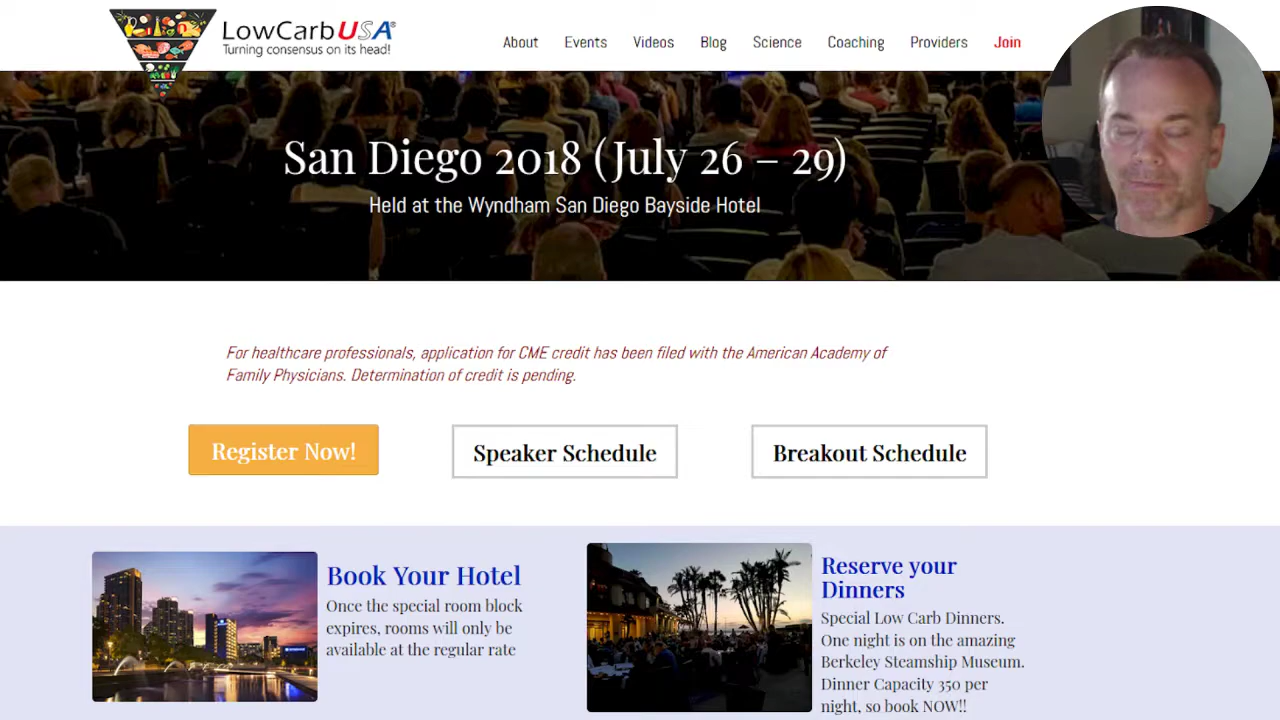 LowCarbUSA®
Turning consensus on its head!
About Events Videos Blog Science Coaching Providers Join
San Diego 2018 (July 26 – 29)
Held at the Wyndham San Diego Bayside Hotel
For healthcare professionals, application for CME credit has been filed with the American Academy of
Family Physicians. Determination of credit is pending.
Register Now!
Speaker Schedule
Breakout Schedule
Book Your Hotel
Once the special room block
expires, rooms will only be
available at the regular rate
Reserve your
Dinners
Special Low Carb Dinners.
One night is on the amazing
Berkeley Steamship Museum.
Dinner Capacity 350 per
night, so book NOW!!